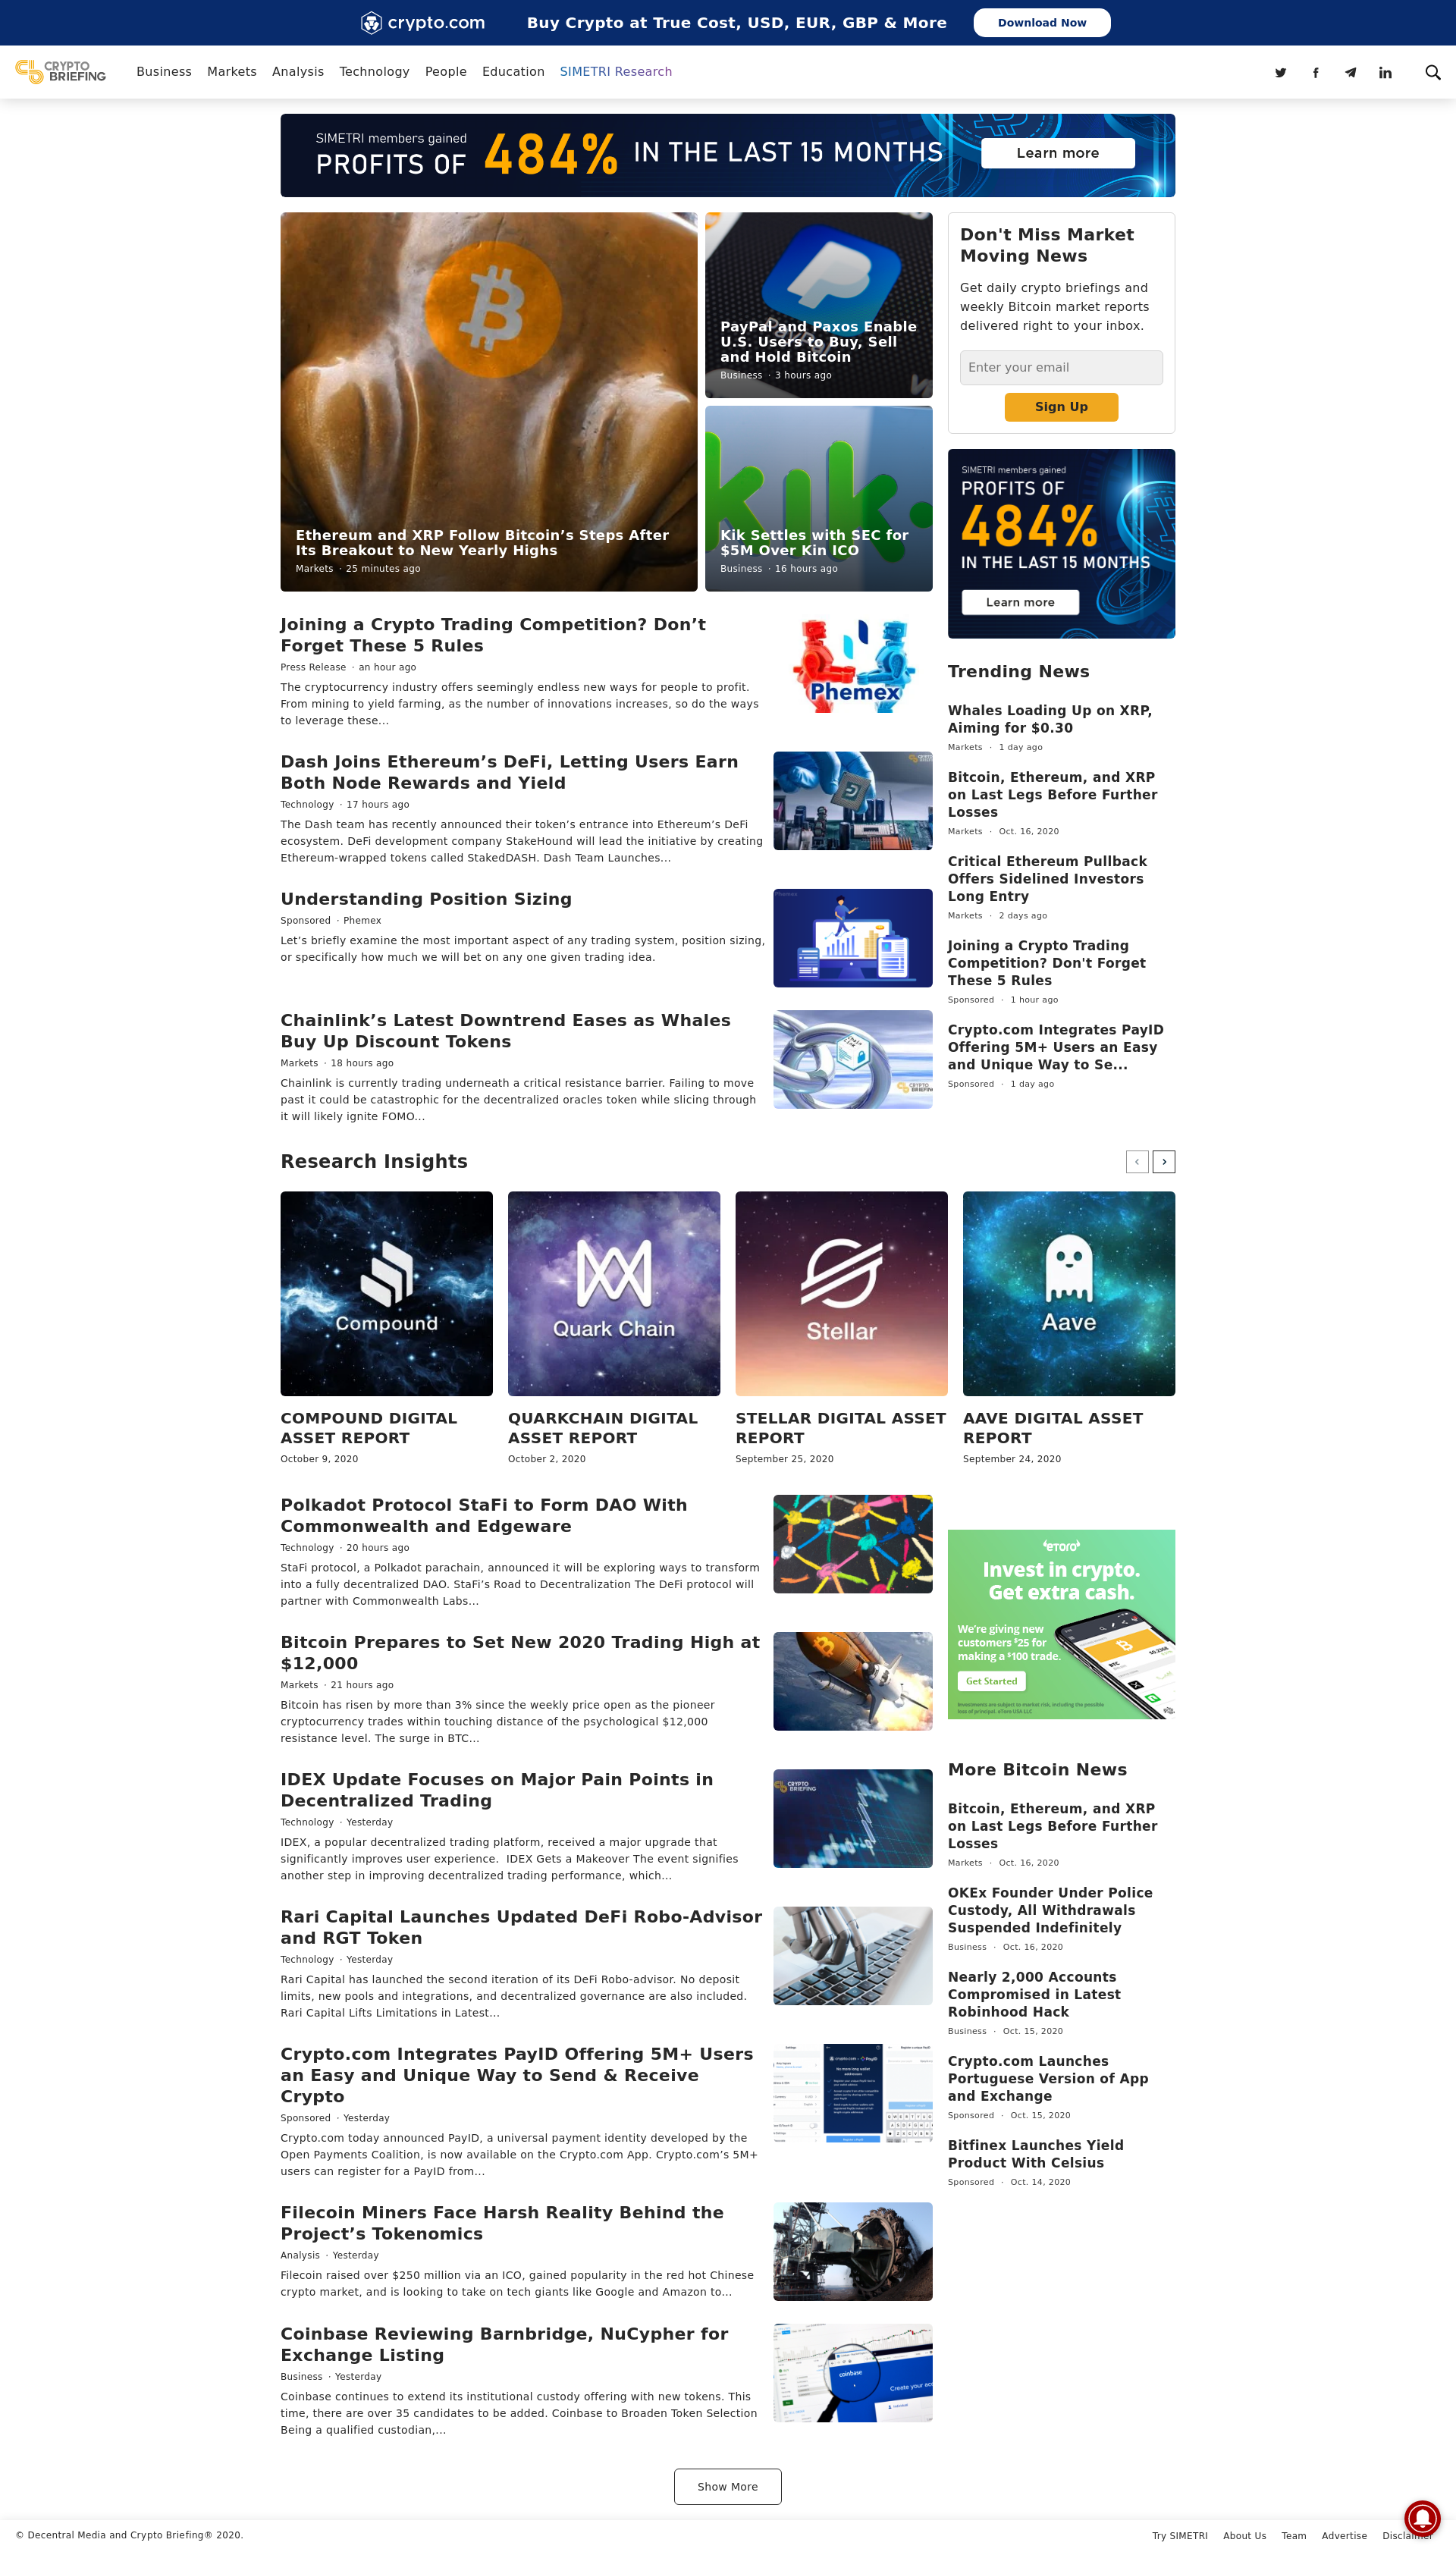 crypto.com
Buy Crypto at True Cost, USD, EUR, GBP & More
Download Now
CRYPTO
BRIEFING
Business Markets Analysis Technology People Education SIMETRI Research
SIMETRI members gained
PROFITS OF 484% IN THE LAST 15 MONTHS
Learn more
Ethereum and XRP Follow Bitcoin’s Steps After
Its Breakout to New Yearly Highs
Markets · 25 minutes ago
PayPal and Paxos Enable
U.S. Users to Buy, Sell
and Hold Bitcoin
Business · 3 hours ago
kik.
Kik Settles with SEC for
$5M Over Kin ICO
Business · 16 hours ago
Don't Miss Market
Moving News
Get daily crypto briefings and
weekly Bitcoin market reports
delivered right to your inbox.
Enter your email
Sign Up
SIMETRI members gained
PROFITS OF
484%
IN THE LAST 15 MONTHS
Learn more
Joining a Crypto Trading Competition? Don’t
Forget These 5 Rules
Press Release · an hour ago
The cryptocurrency industry offers seemingly endless new ways for people to profit.
From mining to yield farming, as the number of innovations increases, so do the ways
to leverage these...
Phemex
Dash Joins Ethereum’s DeFi, Letting Users Earn
Both Node Rewards and Yield
Technology · 17 hours ago
The Dash team has recently announced their token’s entrance into Ethereum’s DeFi
ecosystem. DeFi development company StakeHound will lead the initiative by creating
Ethereum-wrapped tokens called StakedDASH. Dash Team Launches...
Understanding Position Sizing
Sponsored · Phemex
Let’s briefly examine the most important aspect of any trading system, position sizing,
or specifically how much we will bet on any one given trading idea.
Chainlink’s Latest Downtrend Eases as Whales
Buy Up Discount Tokens
Markets · 18 hours ago
Chainlink is currently trading underneath a critical resistance barrier. Failing to move
past it could be catastrophic for the decentralized oracles token while slicing through
it will likely ignite FOMO...
CRYPTO
BRIEFING
Trending News
Whales Loading Up on XRP,
Aiming for $0.30
Markets · 1 day ago
Bitcoin, Ethereum, and XRP
on Last Legs Before Further
Losses
Markets · Oct. 16, 2020
Critical Ethereum Pullback
Offers Sidelined Investors
Long Entry
Markets · 2 days ago
Joining a Crypto Trading
Competition? Don't Forget
These 5 Rules
Sponsored · 1 hour ago
Crypto.com Integrates PayID
Offering 5M+ Users an Easy
and Unique Way to Se...
Sponsored · 1 day ago
Research Insights
Compound
Quark Chain
Stellar
Aave
COMPOUND DIGITAL
ASSET REPORT
October 9, 2020
QUARKCHAIN DIGITAL
ASSET REPORT
October 2, 2020
STELLAR DIGITAL ASSET
REPORT
September 25, 2020
AAVE DIGITAL ASSET
REPORT
September 24, 2020
Polkadot Protocol StaFi to Form DAO With
Commonwealth and Edgeware
Technology · 20 hours ago
StaFi protocol, a Polkadot parachain, announced it will be exploring ways to transform
into a fully decentralized DAO. StaFi’s Road to Decentralization The DeFi protocol will
partner with Commonwealth Labs...
Bitcoin Prepares to Set New 2020 Trading High at
$12,000
Markets · 21 hours ago
Bitcoin has risen by more than 3% since the weekly price open as the pioneer
cryptocurrency trades within touching distance of the psychological $12,000
resistance level. The surge in BTC...
IDEX Update Focuses on Major Pain Points in
Decentralized Trading
Technology · Yesterday
IDEX, a popular decentralized trading platform, received a major upgrade that
significantly improves user experience. IDEX Gets a Makeover The event signifies
another step in improving decentralized trading performance, which...
CRYPTO
BRIEFING
Rari Capital Launches Updated DeFi Robo-Advisor
and RGT Token
Technology · Yesterday
Rari Capital has launched the second iteration of its DeFi Robo-advisor. No deposit
limits, new pools and integrations, and decentralized governance are also included.
Rari Capital Lifts Limitations in Latest...
Crypto.com Integrates PayID Offering 5M+ Users
an Easy and Unique Way to Send & Receive
Crypto
Sponsored · Yesterday
Crypto.com today announced PayID, a universal payment identity developed by the
Open Payments Coalition, is now available on the Crypto.com App. Crypto.com’s 5M+
users can register for a PayID from...
Filecoin Miners Face Harsh Reality Behind the
Project’s Tokenomics
Analysis · Yesterday
Filecoin raised over $250 million via an ICO, gained popularity in the red hot Chinese
crypto market, and is looking to take on tech giants like Google and Amazon to...
Coinbase Reviewing Barnbridge, NuCypher for
Exchange Listing
Business · Yesterday
Coinbase continues to extend its institutional custody offering with new tokens. This
time, there are over 35 candidates to be added. Coinbase to Broaden Token Selection
Being a qualified custodian,...
coinbase
eToro
Invest in crypto.
Get extra cash.
We’re giving new
customers $25 for
making a $100 trade.
Get Started
More Bitcoin News
Bitcoin, Ethereum, and XRP
on Last Legs Before Further
Losses
Markets · Oct. 16, 2020
OKEx Founder Under Police
Custody, All Withdrawals
Suspended Indefinitely
Business · Oct. 16, 2020
Nearly 2,000 Accounts
Compromised in Latest
Robinhood Hack
Business · Oct. 15, 2020
Crypto.com Launches
Portuguese Version of App
and Exchange
Sponsored · Oct. 15, 2020
Bitfinex Launches Yield
Product With Celsius
Sponsored · Oct. 14, 2020
Show More
© Decentral Media and Crypto Briefing® 2020.
Try SIMETRI About Us Team Advertise Disclaimer